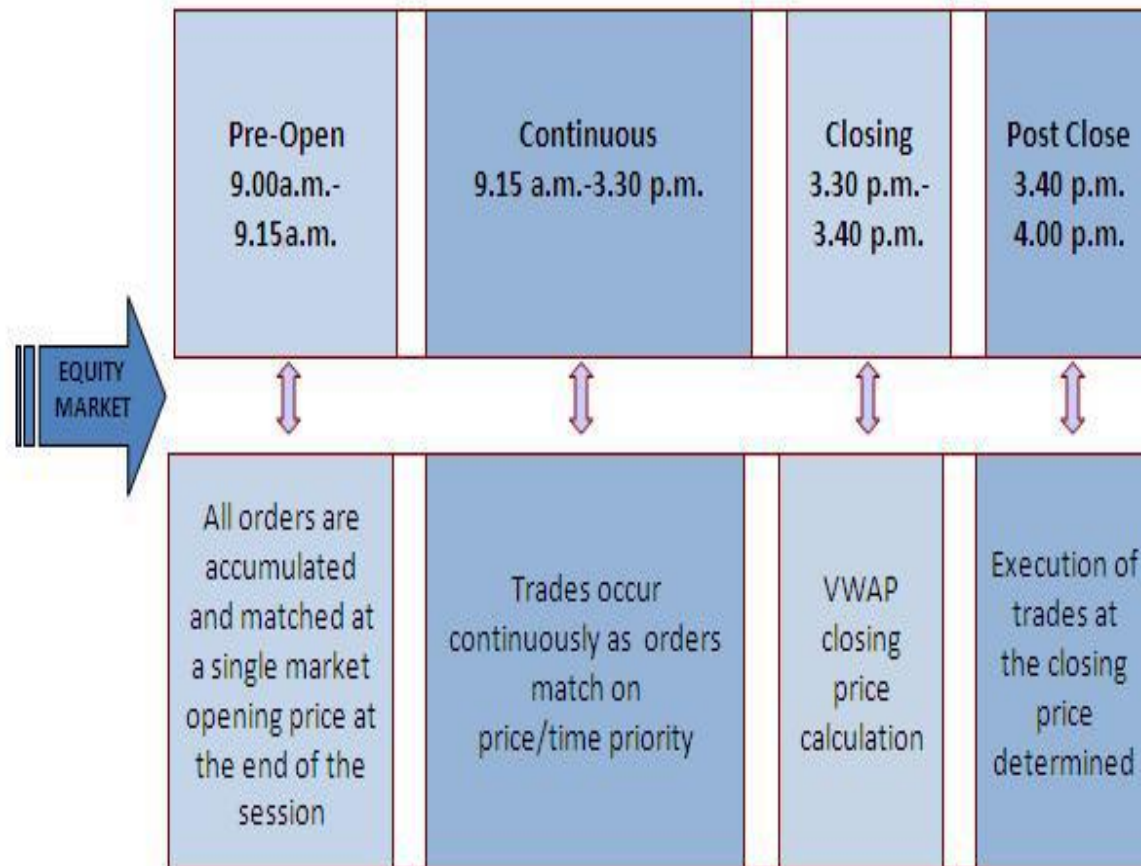 Pre-Open
9.00a.m.-
9.15a.m.
Continuous
9.15 a.m.-3.30 p.m.
Closing
3.30 p.m.-
3.40 p.m.
Post Close
3.40 p.m.
4.00 p.m.
EQUITY
MARKET
All orders are
accumulated
and matched at
a single market
opening price at
the end of the
session
Trades occur
continuously as orders
match on
price/time priority
VWAP
closing
price
calculation
Execution of
trades at
the closing
price
determined